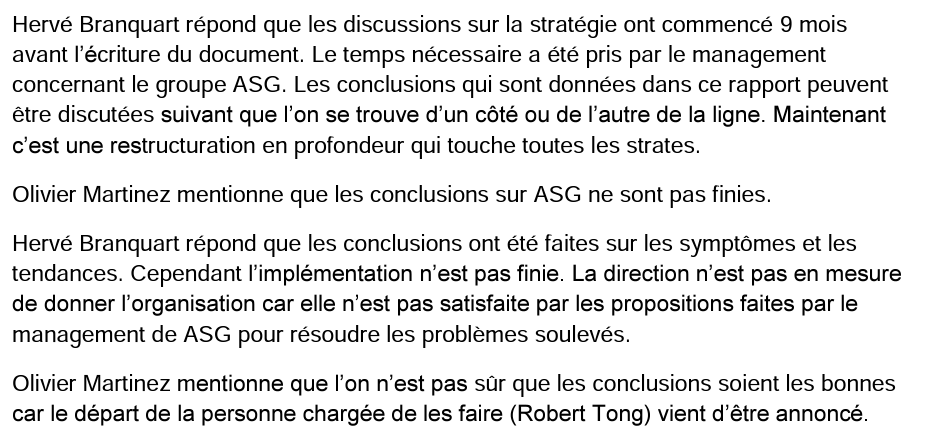 Hervé Branquart répond que les discussions sur la stratégie ont commencé 9 mois
avant l'écriture du document. Le temps nécessaire a été pris par le management
concernant le groupe ASG. Les conclusions qui sont données dans ce rapport peuvent
être discutées suivant que l'on se trouve d'un côté ou de l'autre de la ligne. Maintenant
c'est une restructuration en profondeur qui touche toutes les strates.
Olivier Martinez mentionne que les conclusions sur ASG ne sont pas finies.
Hervé Branquart répond que les conclusions ont été faites sur les symptômes et les
tendances. Cependant l'implémentation n'est pas finie. La direction n'est pas en mesure
de donner l'organisation car elle n'est pas satisfaite par les propositions faites par le
management de ASG pour résoudre les problèmes soulevés.
Olivier Martinez mentionne que l'on n'est pas sûr que les conclusions soient les bonnes
car le départ de la personne chargée de les faire (Robert Tong) vient d'être annoncé.